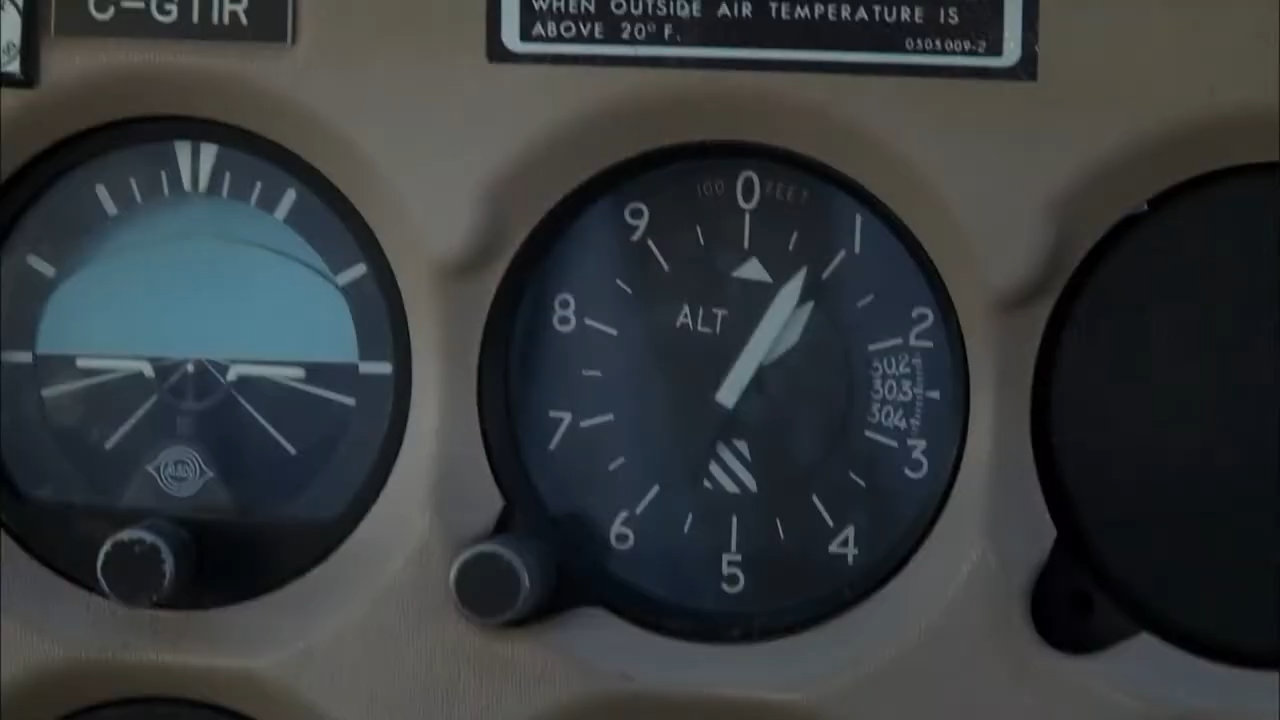 C-GTIR
WHEN OUTSIDE AIR TEMPERATURE IS
ABOVE 20° F.
0505009-2
100 FEET
0
1
2
3
4
5
6
7
8
9
ALT
30.2
30.3
30.4